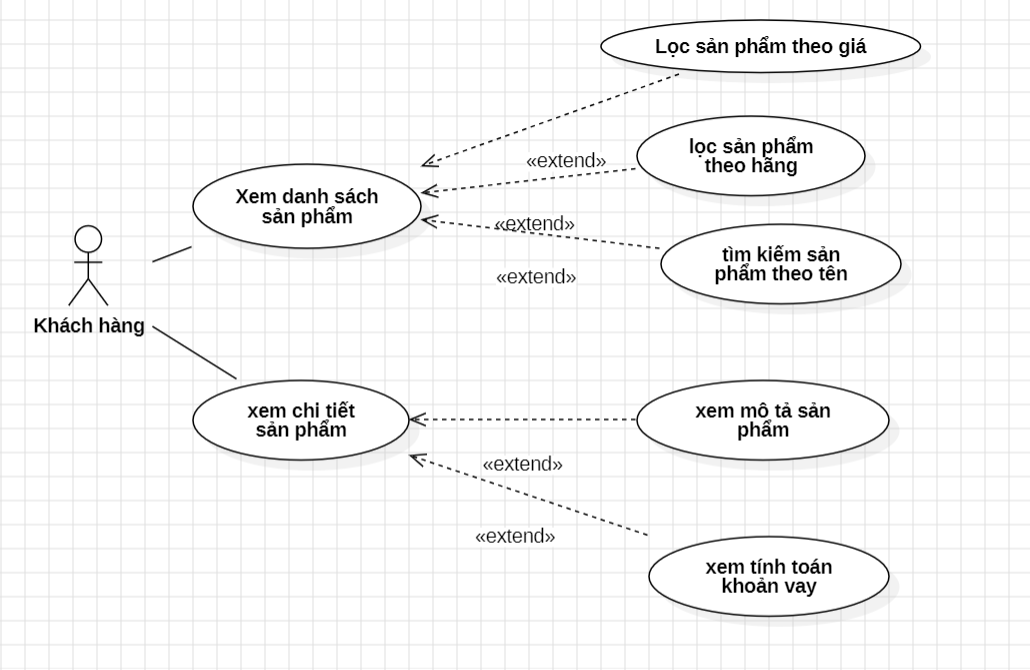 Lọc sản phẩm theo giá
«extend»
lọc sản phẩm
theo hãng
Xem danh sách
sản phẩm
«extend»
tìm kiếm sản
phẩm theo tên
«extend»
Khách hàng
xem chi tiết
sản phẩm
xem mô tả sản
phẩm
«extend»
«extend»
xem tính toán
khoản vay